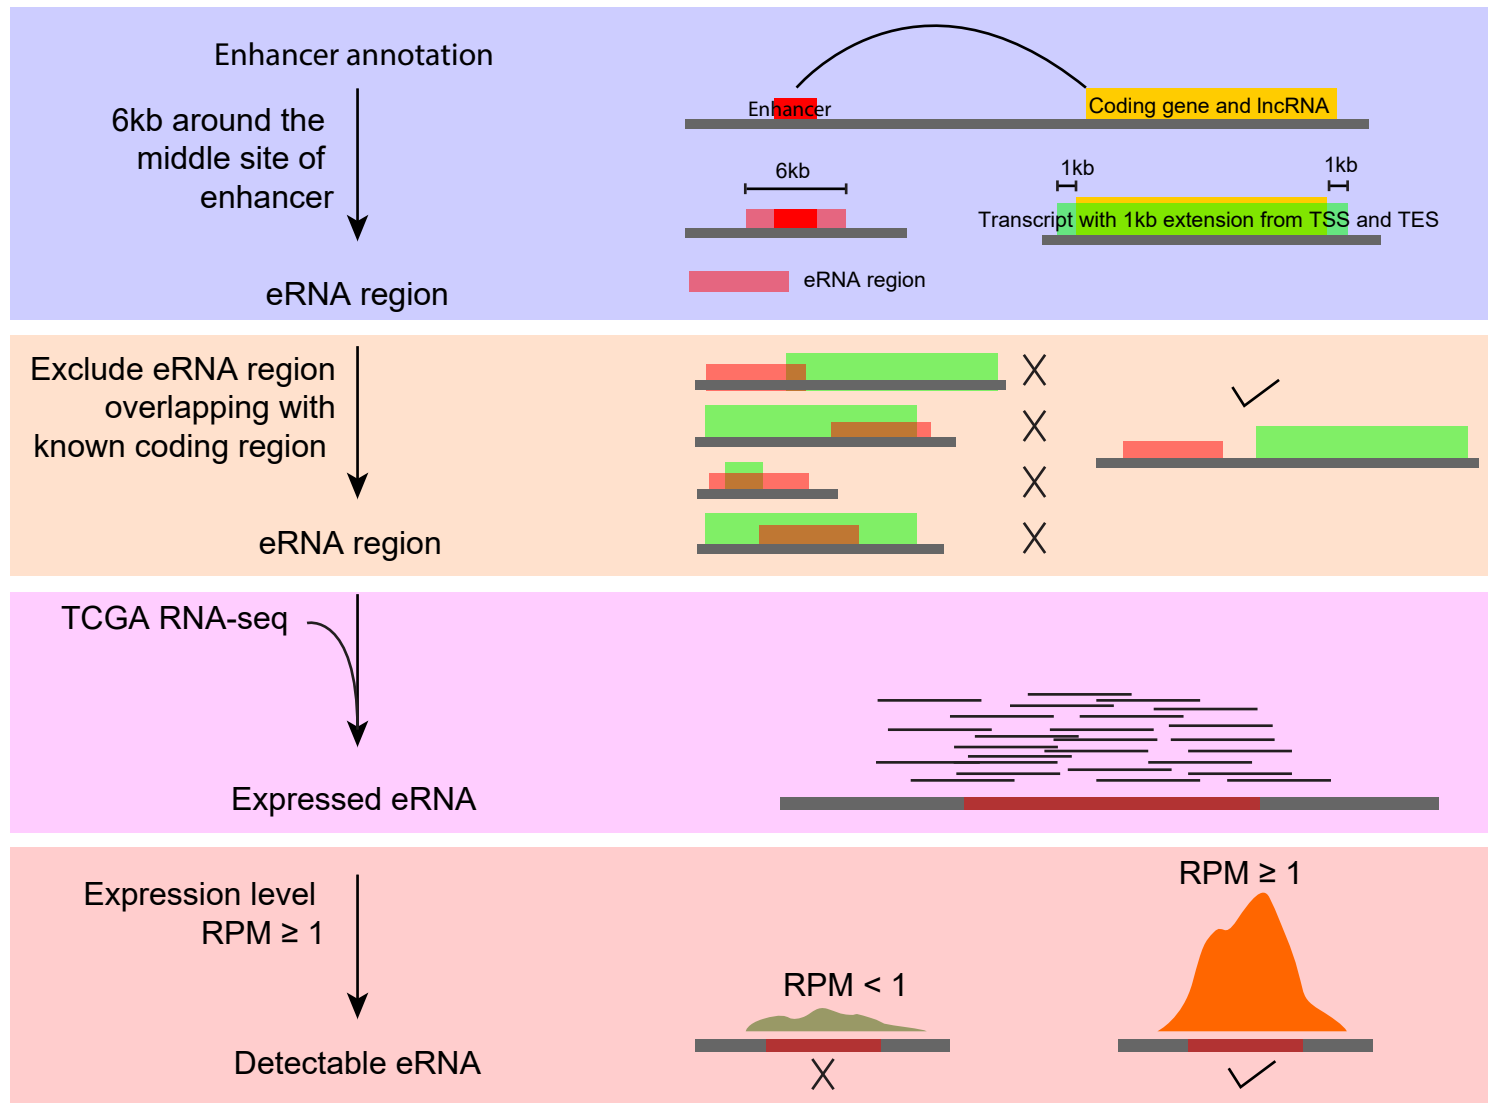 Enhancer annotation
6kb around the
middle site of
enhancer
eRNA region
Enhancer
Coding gene and lncRNA
6kb
1kb
1kb
Transcript with 1kb extension from TSS and TES
eRNA region
Exclude eRNA region
overlapping with
known coding region
eRNA region
TCGA RNA-seq
Expressed eRNA
Expression level
RPM ≥ 1
Detectable eRNA
RPM < 1
RPM ≥ 1